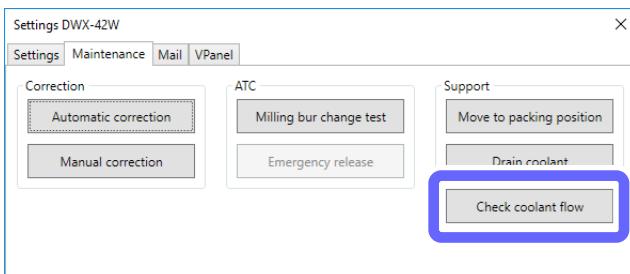 Settings DWX-42W
Settings Maintenance Mail VPanel
Correction
Automatic correction
Manual correction
ATC
Milling bur change test
Emergency release
Support
Move to packing position
Drain coolant
Check coolant flow